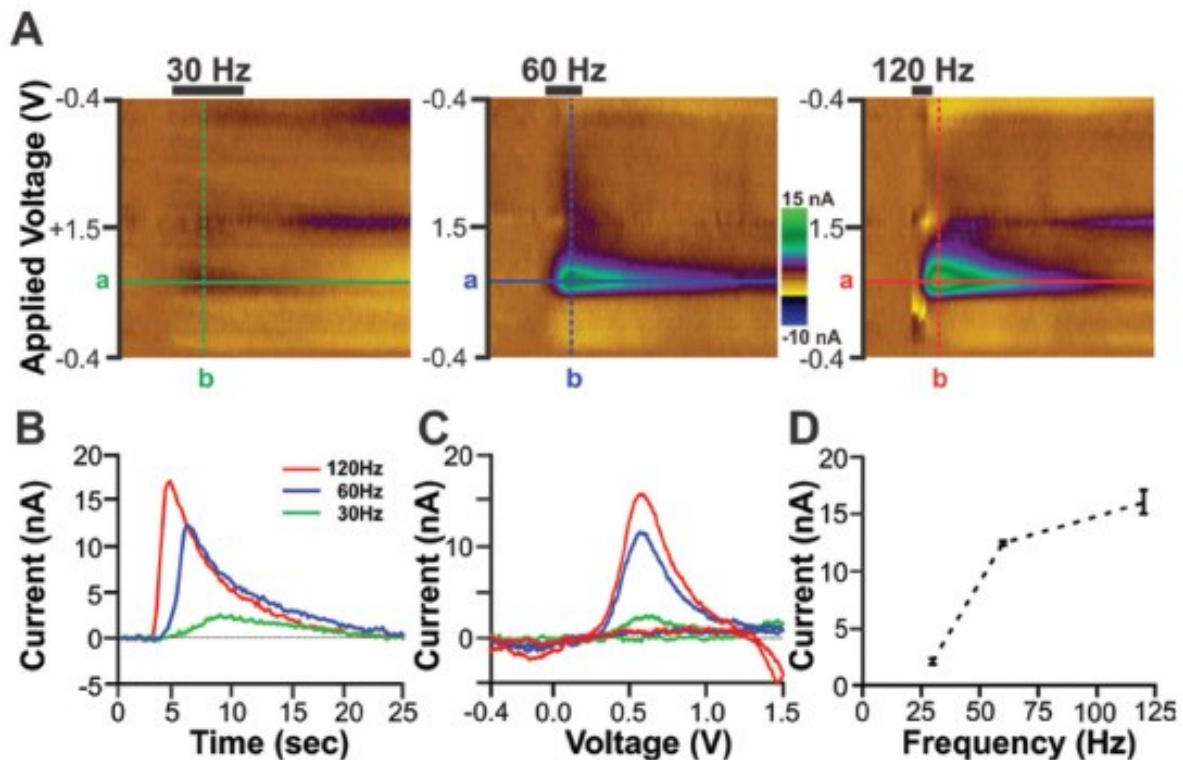 A
30 Hz
60 Hz
120 Hz
Applied Voltage (V)
-0.4
+1.5
-0.4
a
b
-0.4
1.5
-0.4
a
b
15 nA
-10 nA
-0.4
1.5
-0.4
a
b
B
Current (nA)
20
15
10
5
0
-5
120Hz
60Hz
30Hz
0 5 10 15 20 25
Time (sec)
C
Current (nA)
20
10
0
-0.4 0.0 0.5 1.0 1.5
Voltage (V)
D
Current (nA)
20
15
10
5
0
0 25 50 75 100 125
Frequency (Hz)